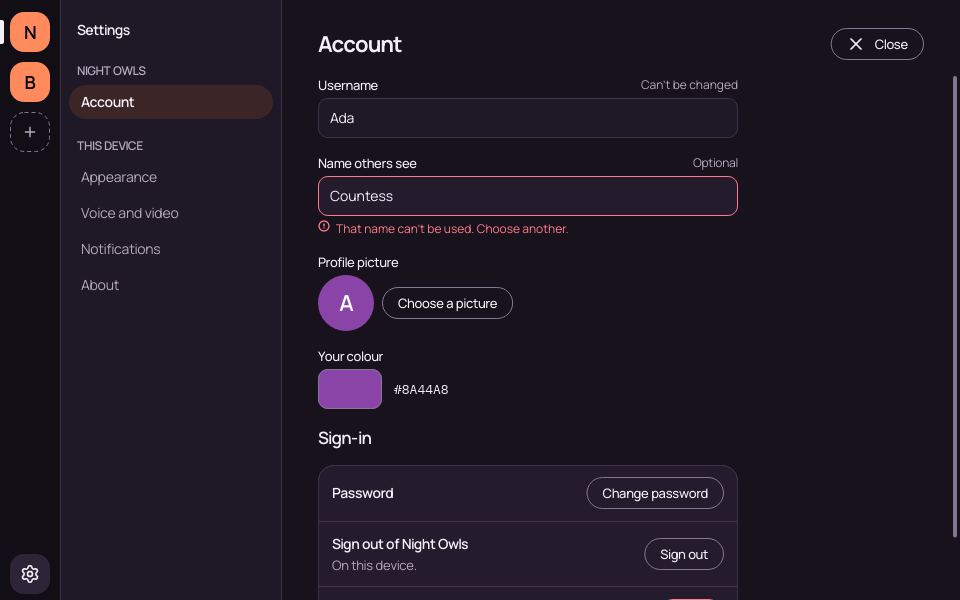 N
B
Settings
NIGHT OWLS
Account
THIS DEVICE
Appearance
Voice and video
Notifications
About
Account
Close
Username
Can't be changed
Ada
Name others see
Optional
Countess
That name can't be used. Choose another.
Profile picture
A
Choose a picture
Your colour
#8A44A8
Sign-in
Password
Change password
Sign out of Night Owls
On this device.
Sign out